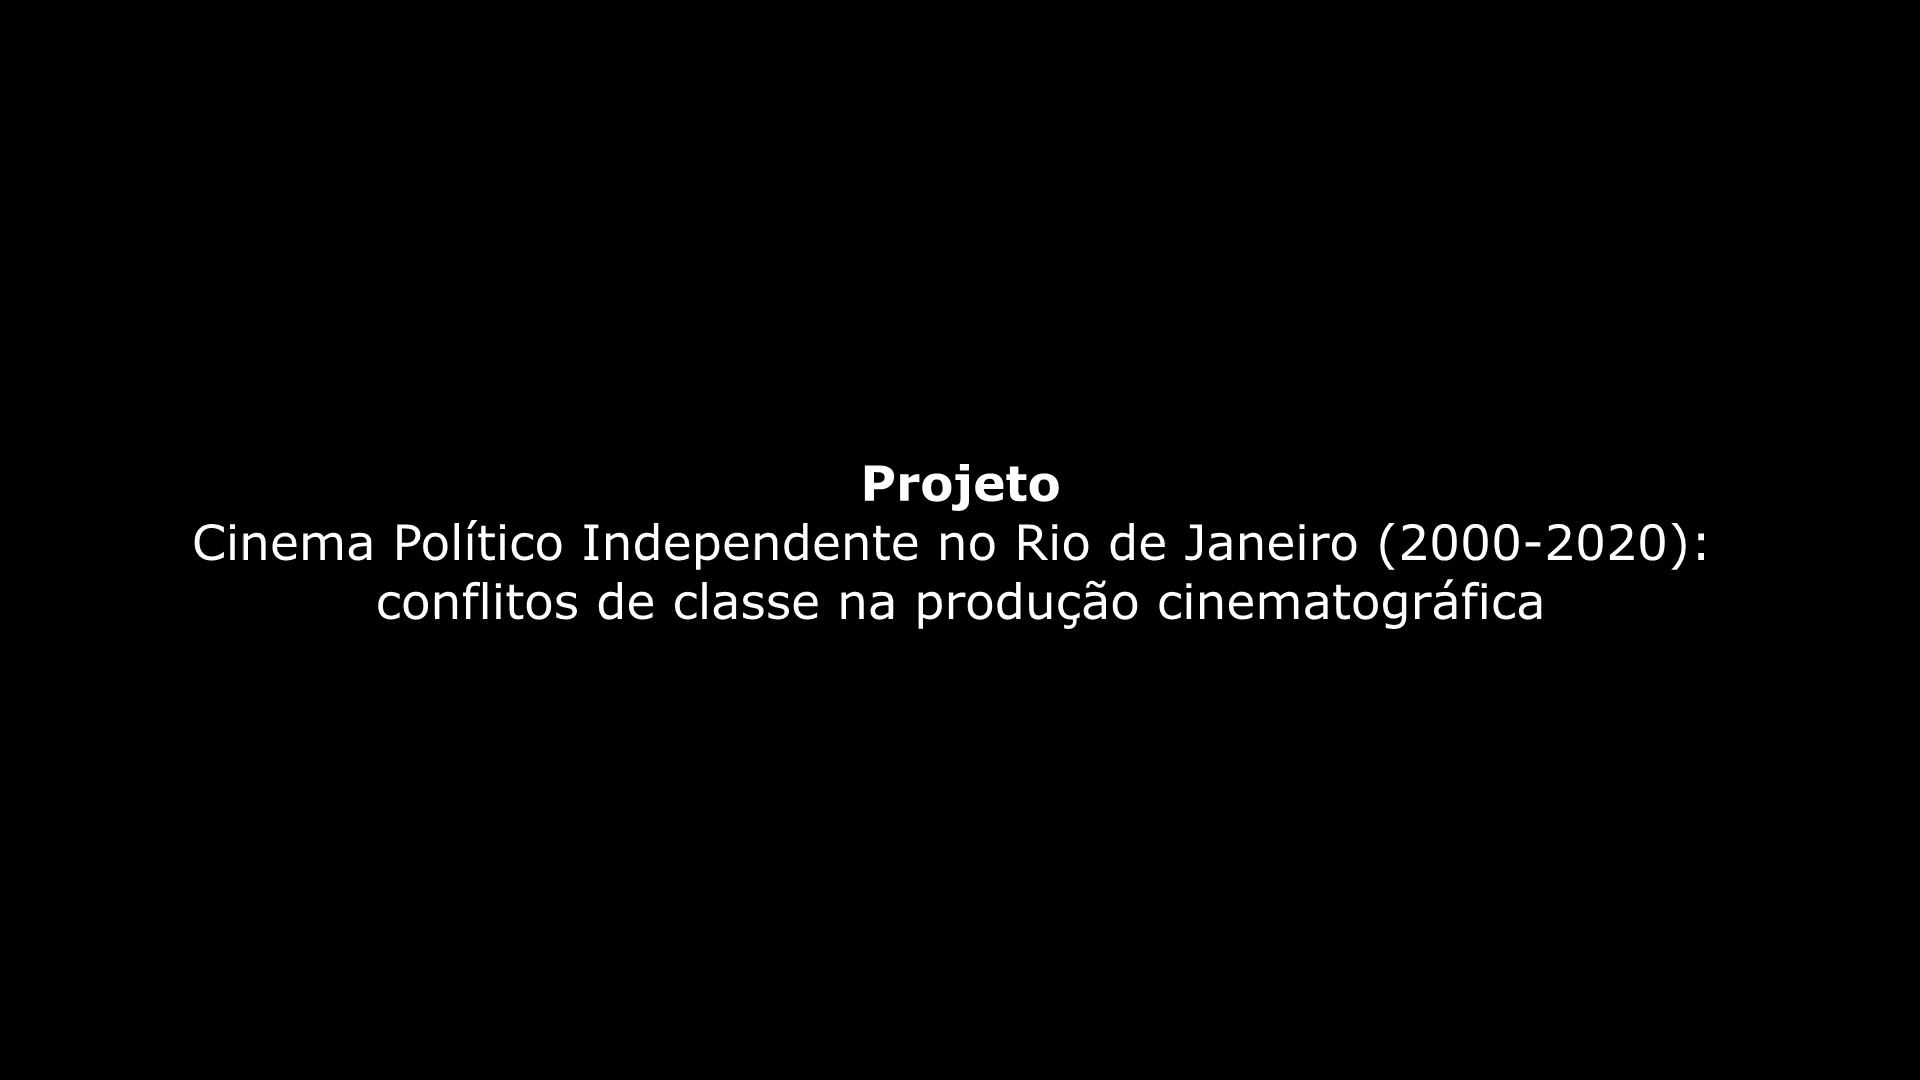 Projeto
Cinema Político Independente no Rio de Janeiro (2000-2020):
conflitos de classe na produção cinematográfica